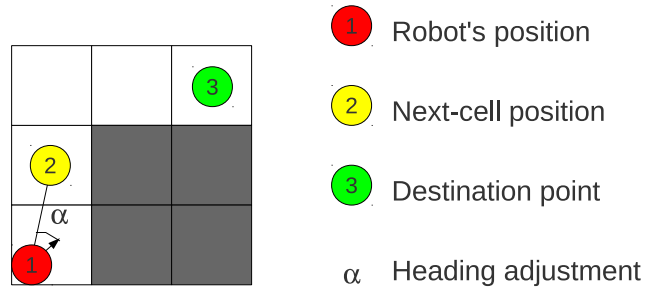 1 Robot's position
3
2 Next-cell position
2
3 Destination point
α
1
α Heading adjustment